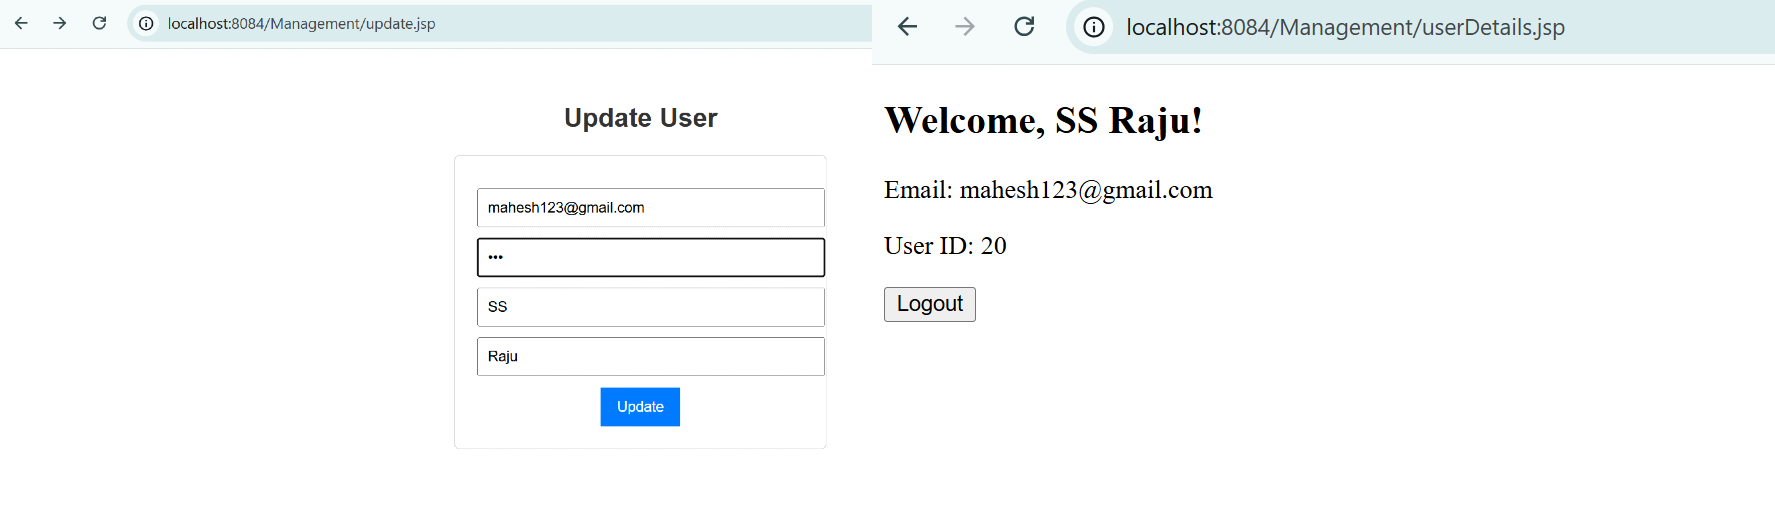 localhost:8084/Management/update.jsp
Update User
mahesh123@gmail.com
•••
SS
Raju
Update
localhost:8084/Management/userDetails.jsp
Welcome, SS Raju!
Email: mahesh123@gmail.com
User ID: 20
Logout